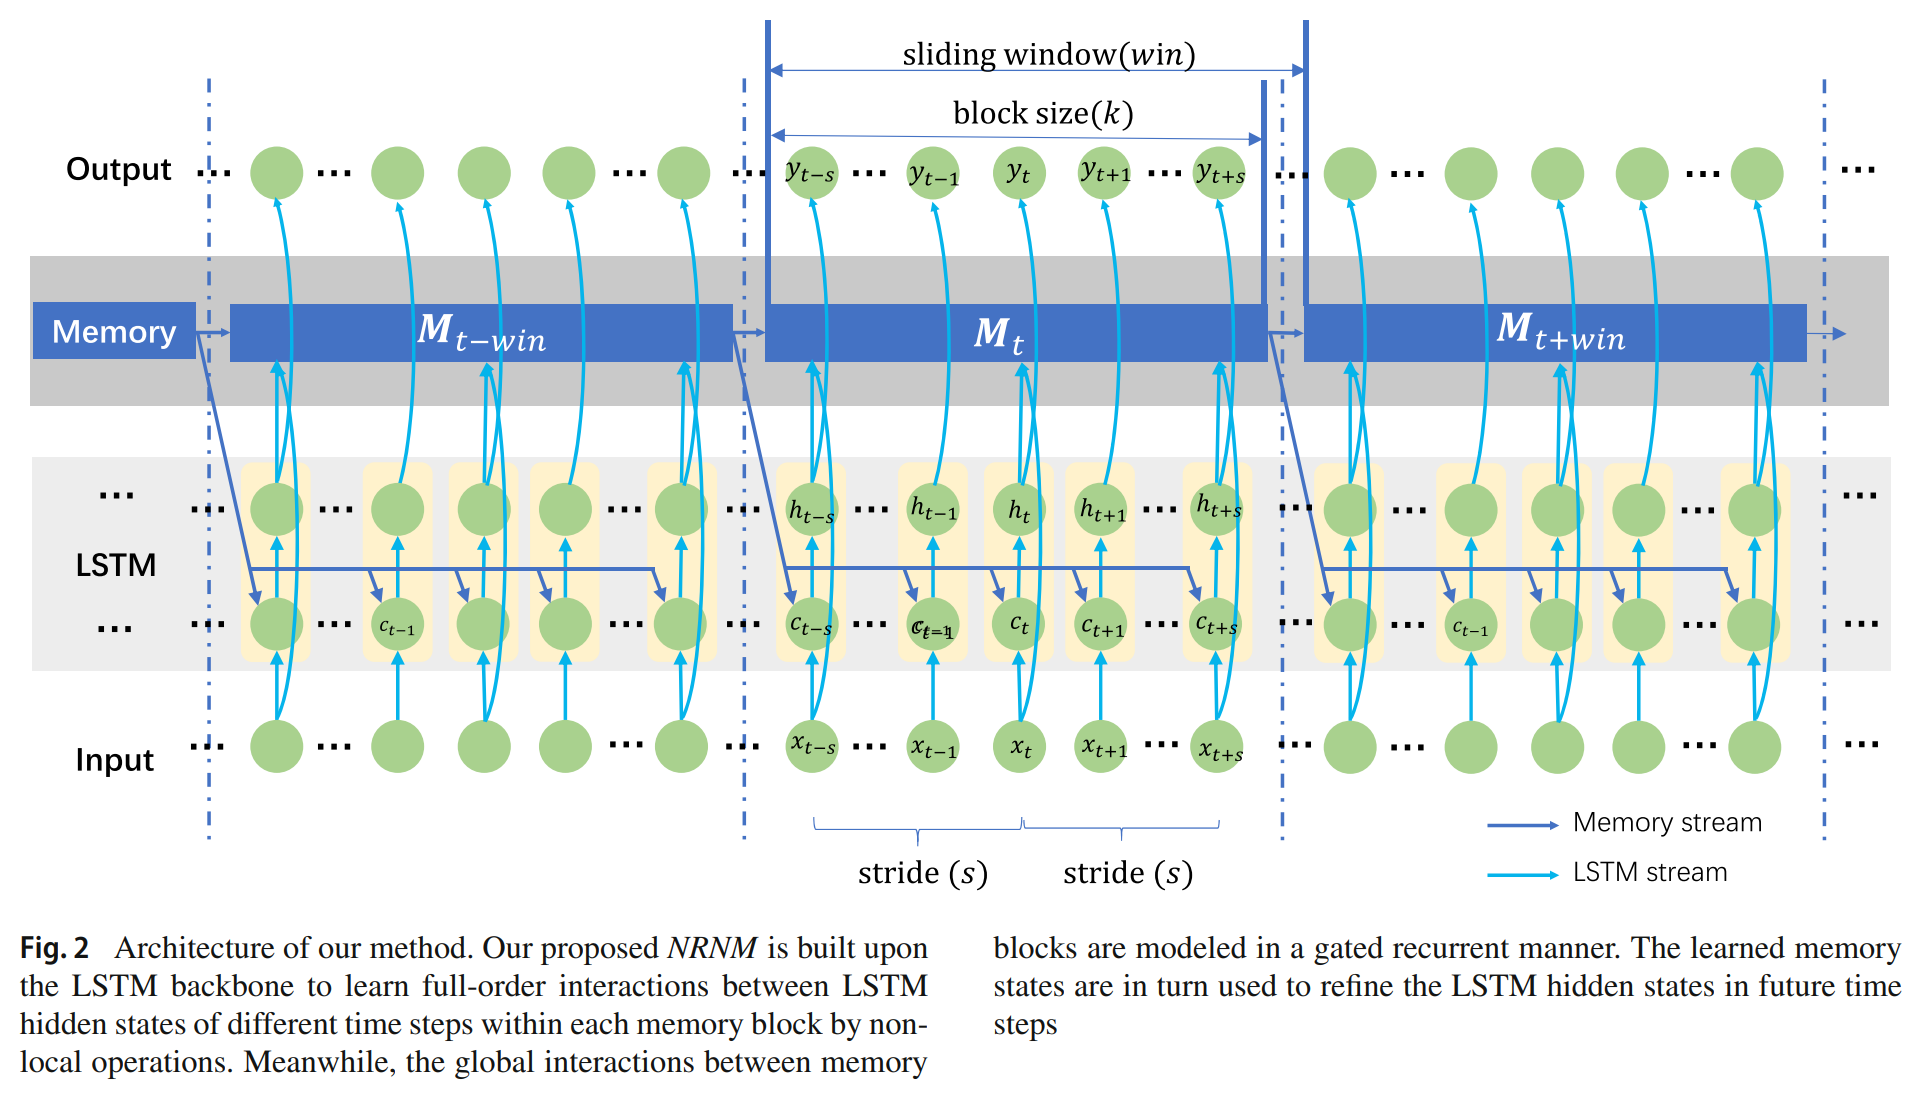 sliding window(win)
block size(k)
Output ... ... ... ... y_{t−s} ... y_{t−1} y_t y_{t+1} ... y_{t+s} ... ... ... ...
Memory M_{t−win} M_t M_{t+win}
... ... ... ... ... h_{t−s} ... h_{t−1} h_t h_{t+1} ... h_{t+s} ... ... ... ...
LSTM
... ... ... c_{t−1} ... ... c_{t−s} ... c_{t−1} c_t c_{t+1} ... c_{t+s} ... ... c_{t−1} ... ...
Input ... ... ... ... x_{t−s} ... x_{t−1} x_t x_{t+1} ... x_{t+s} ... ... ... ...
stride (s) stride (s)
Memory stream
LSTM stream
Fig. 2 Architecture of our method. Our proposed NRNM is built upon
the LSTM backbone to learn full-order interactions between LSTM
hidden states of different time steps within each memory block by non-
local operations. Meanwhile, the global interactions between memory
blocks are modeled in a gated recurrent manner. The learned memory
states are in turn used to refine the LSTM hidden states in future time
steps